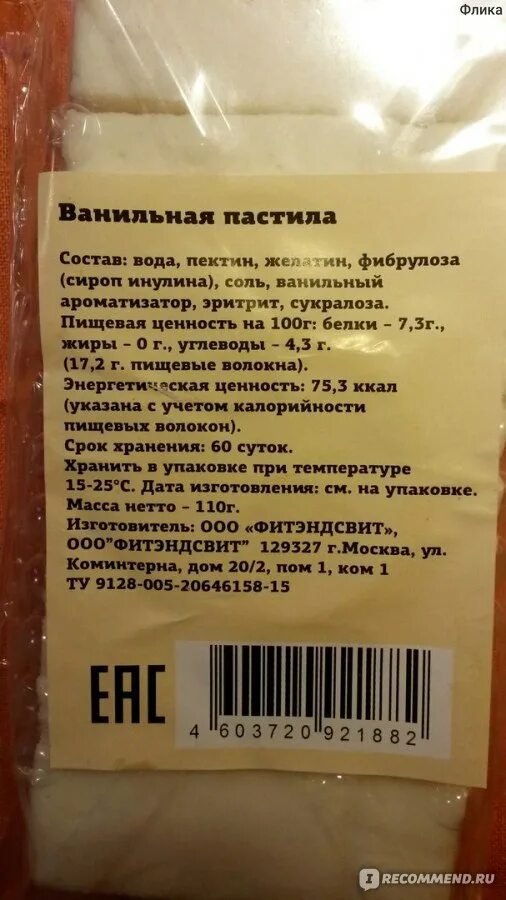 Флика
Ванильная пастила
Состав: вода, пектин, желатин, фибрулоза
(сироп инулина), соль, ванильный
ароматизатор, эритрит, сукралоза.
Пищевая ценность на 100г: белки – 7,3г.,
жиры – 0 г., углеводы – 4,3 г.
(17,2 г. пищевые волокна).
Энергетическая ценность: 75,3 ккал
(указана с учетом калорийности
пищевых волокон).
Срок хранения: 60 суток.
Хранить в упаковке при температуре
15-25°С. Дата изготовления: см. на упаковке.
Масса нетто – 110г.
Изготовитель: ООО «ФИТЭНДСВИТ»,
ООО"ФИТЭНДСВИТ" 129327 г.Москва, ул.
Коминтерна, дом 20/2, пом 1, ком 1
ТУ 9128-005-20646158-15
EAC
4 603720 921882
IRECOMMEND.RU